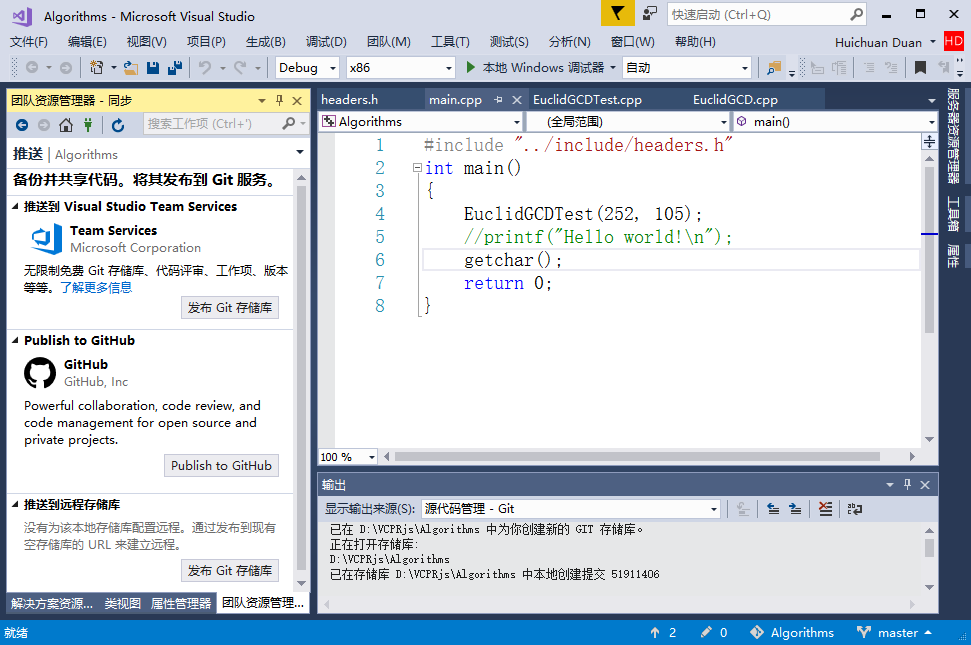 Algorithms - Microsoft Visual Studio
快速启动 (Ctrl+Q)
文件(F) 编辑(E) 视图(V) 项目(P) 生成(B) 调试(D) 团队(M) 工具(T) 测试(S) 分析(N) 窗口(W) 帮助(H) Huichuan Duan HD
Debug x86 本地 Windows 调试器 自动
团队资源管理器 - 同步
搜索工作项 (Ctrl+')
推送 | Algorithms
备份并共享代码。将其发布到 Git 服务。
推送到 Visual Studio Team Services
Team Services
Microsoft Corporation
无限制免费 Git 存储库、代码评审、工作项、版本
等等。了解更多信息
发布 Git 存储库
Publish to GitHub
GitHub
GitHub, Inc
Powerful collaboration, code review, and
code management for open source and
private projects.
Publish to GitHub
推送到远程存储库
没有为该本地存储库配置远程。通过发布到现有
空存储库的 URL 来建立远程。
发布 Git 存储库
解决方案资源... 类视图 属性管理器 团队资源管理...
headers.h main.cpp EuclidGCDTest.cpp EuclidGCD.cpp
Algorithms (全局范围) main()
1 #include "../include/headers.h"
2 int main()
3 {
4 EuclidGCDTest(252, 105);
5 //printf("Hello world!\n");
6 getchar();
7 return 0;
8 }
100 %
输出
显示输出来源(S): 源代码管理 - Git
已在 D:\VCPRjs\Algorithms 中为你创建新的 GIT 存储库。
正在打开存储库:
D:\VCPRjs\Algorithms
已在存储库 D:\VCPRjs\Algorithms 中本地创建提交 51911406
服务器资源管理器
工具箱
属性
就绪 2 0 Algorithms master